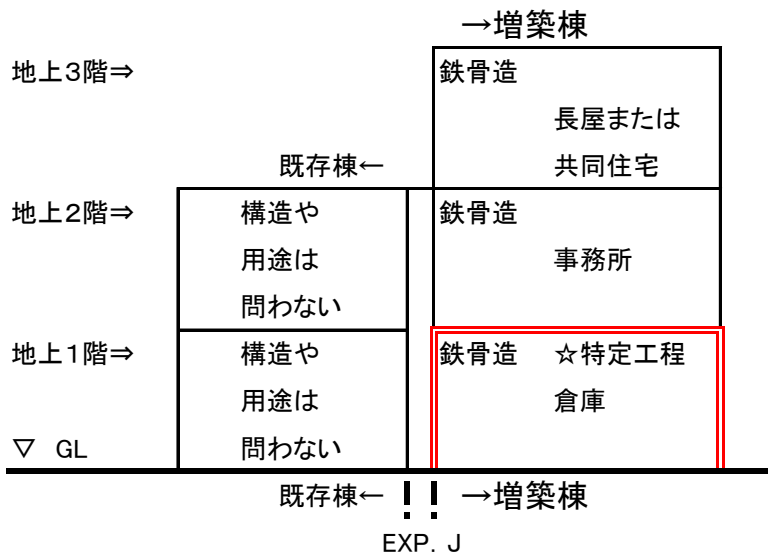 →増築棟
地上3階⇒ 鉄骨造
長屋または
既存棟← 共同住宅
地上2階⇒ 構造や 鉄骨造
用途は 事務所
問わない
地上1階⇒ 構造や 鉄骨造 ☆特定工程
用途は 倉庫
▽ GL 問わない
既存棟← →増築棟
EXP. J